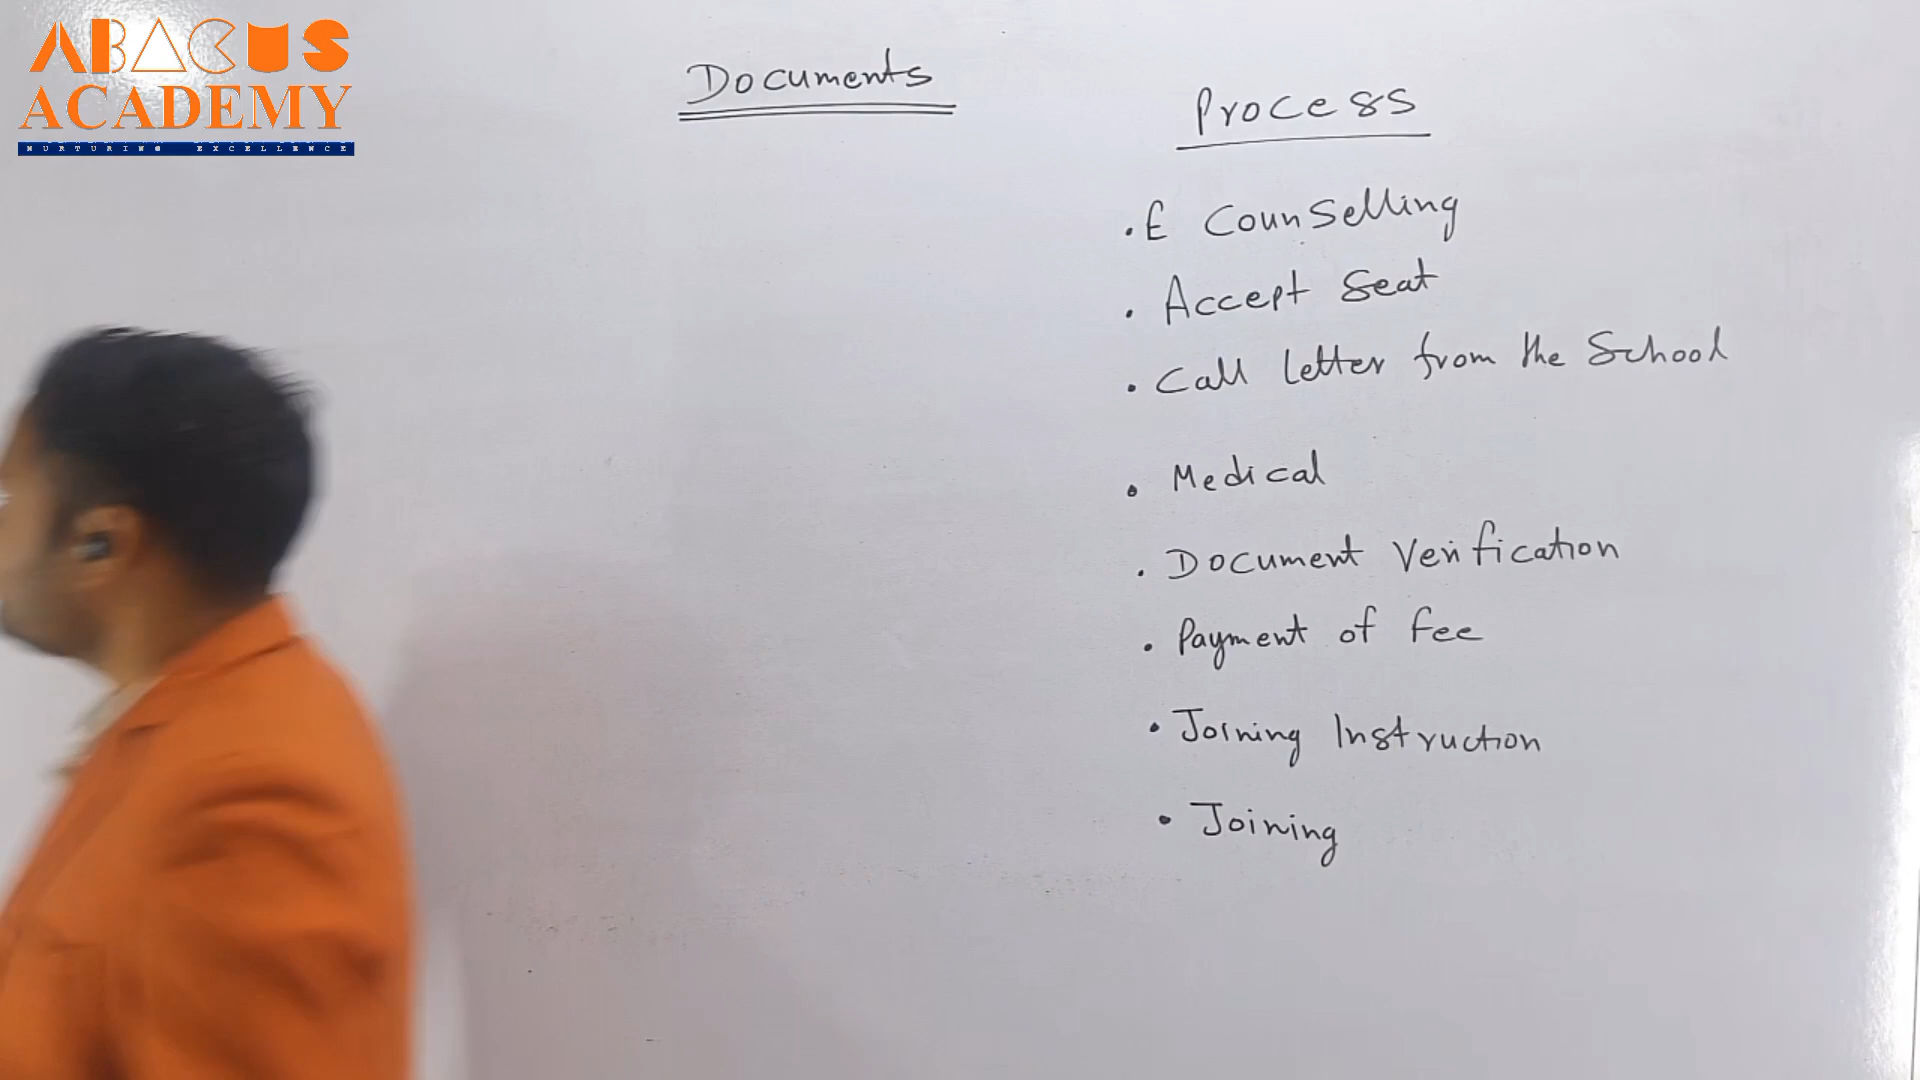 ABACUS
ACADEMY
NURTURING EXCELLENCE
Documents
Process
. E Counselling
. Accept Seat
. Call letter from the School
. Medical
. Document Verification
. Payment of fee
. Joining Instruction
. Joining